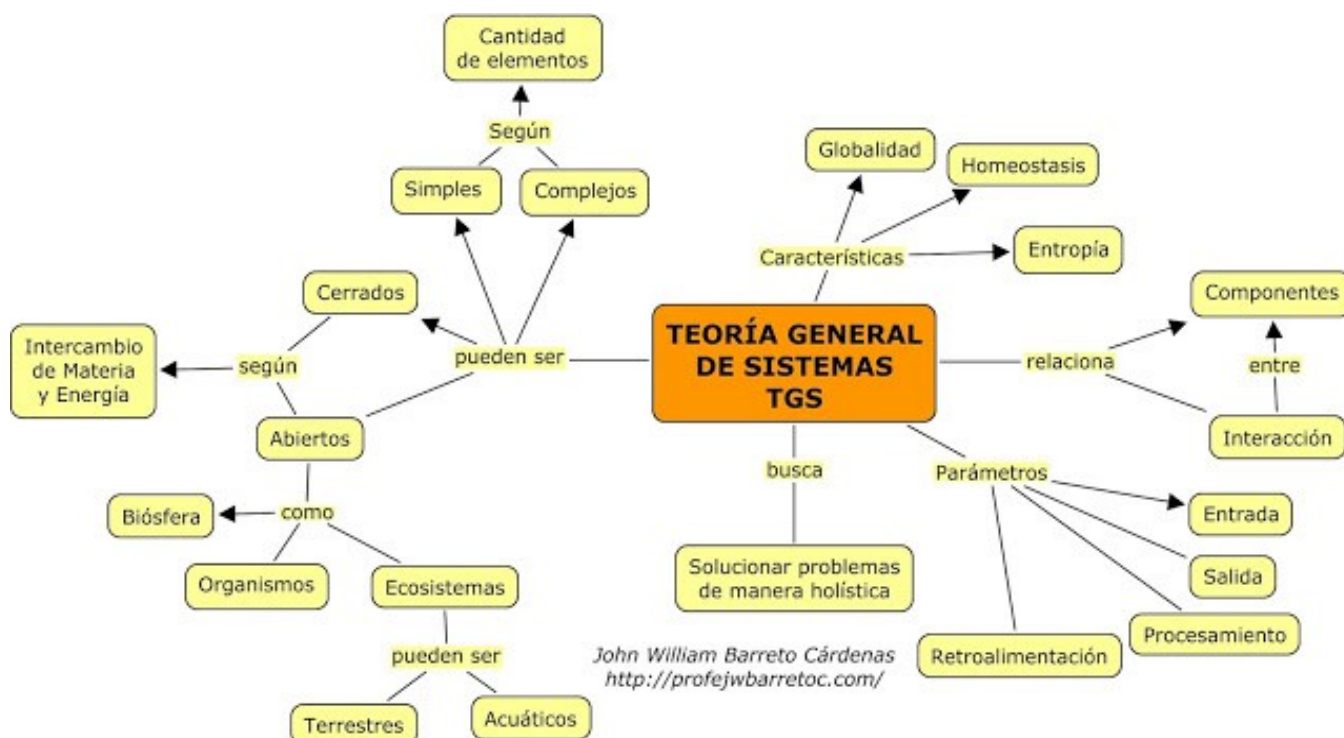 Cantidad
de elementos
Según
Simples
Complejos
Globalidad
Homeostasis
Características
Entropía
Cerrados
Componentes
Intercambio
de Materia
y Energía
según
pueden ser
TEORÍA GENERAL
DE SISTEMAS
TGS
relaciona
entre
Abiertos
Interacción
busca
Parámetros
Biósfera
como
Entrada
Organismos
Ecosistemas
Solucionar problemas
de manera holística
Salida
Procesamiento
pueden ser
Retroalimentación
Terrestres
Acuáticos
John William Barreto Cárdenas
http://profejwbarretoc.com/